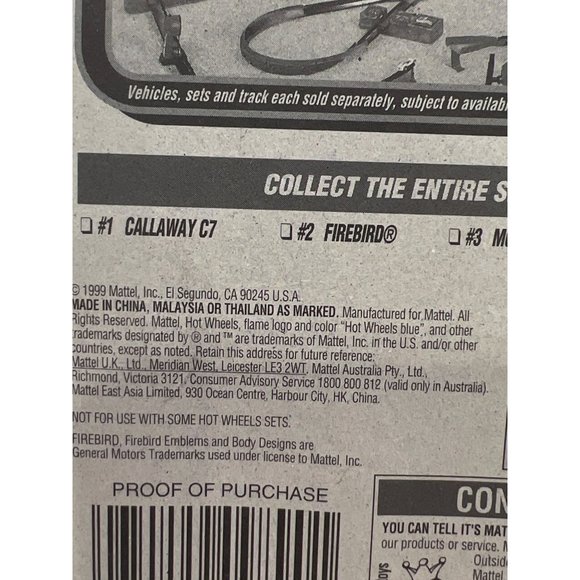 Vehicles, sets and track each sold separately, subject to
COLLECT THE ENTIRE
#1 CALLAWAY C7 #2 FIREBIRD® #3
© 1999 Mattel, Inc., El Segundo, CA 90245 U.S.A.
MADE IN CHINA, MALAYSIA OR THAILAND AS MARKED. Manufactured for Mattel. All
Rights Reserved. Mattel, Hot Wheels, flame logo and color "Hot Wheels blue", and other
trademarks designated by ® and ™ are trademarks of Mattel, Inc. in the U.S. and/or other
countries, except as noted. Retain this address for future reference:
Mattel U.K., Ltd., Meridian West, Leicester LE3 2WT. Mattel Australia Pty., Ltd.,
Richmond, Victoria 3121. Consumer Advisory Service 1800 800 812 (valid only in Australia).
Mattel East Asia Limited, 930 Ocean Centre, Harbour City, HK, China.
NOT FOR USE WITH SOME HOT WHEELS SETS.
FIREBIRD, Firebird Emblems and Body Designs are
General Motors Trademarks used under license to Mattel, Inc.
PROOF OF PURCHASE
YOU CAN TELL IT'S
our products or service.